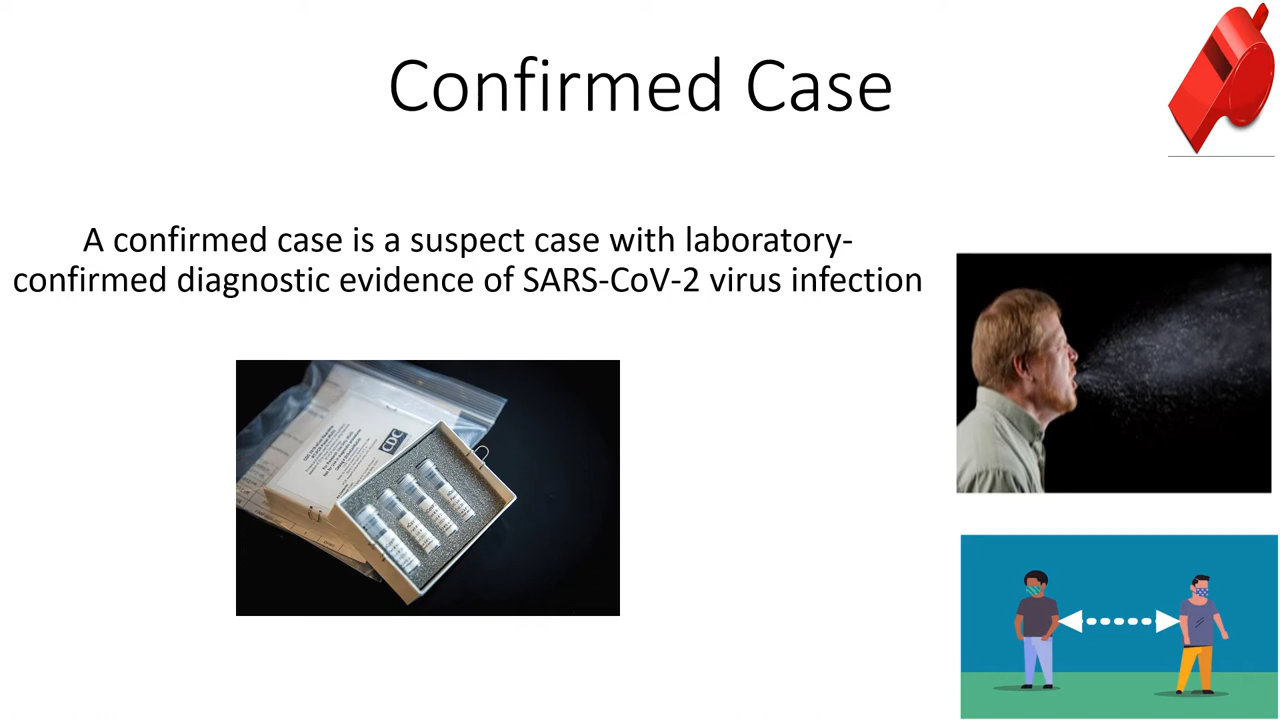 Confirmed Case
A confirmed case is a suspect case with laboratory-
confirmed diagnostic evidence of SARS-CoV-2 virus infection
CDC